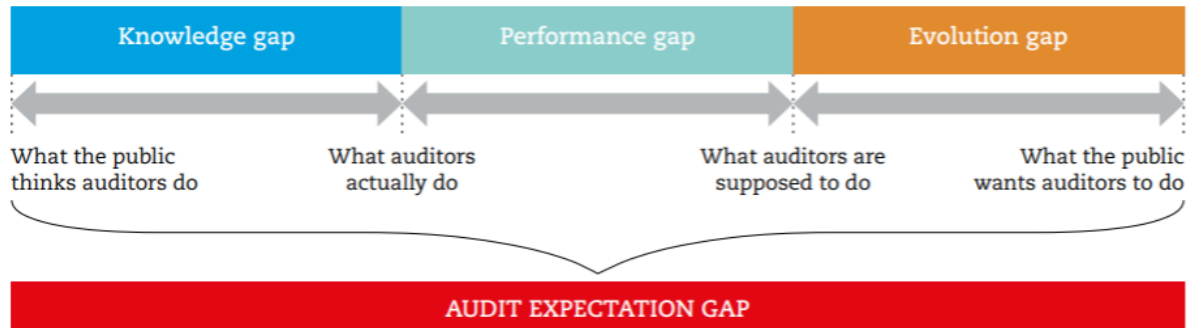 Knowledge gap
Performance gap
Evolution gap
What the public
thinks auditors do
What auditors
actually do
What auditors are
supposed to do
What the public
wants auditors to do
AUDIT EXPECTATION GAP